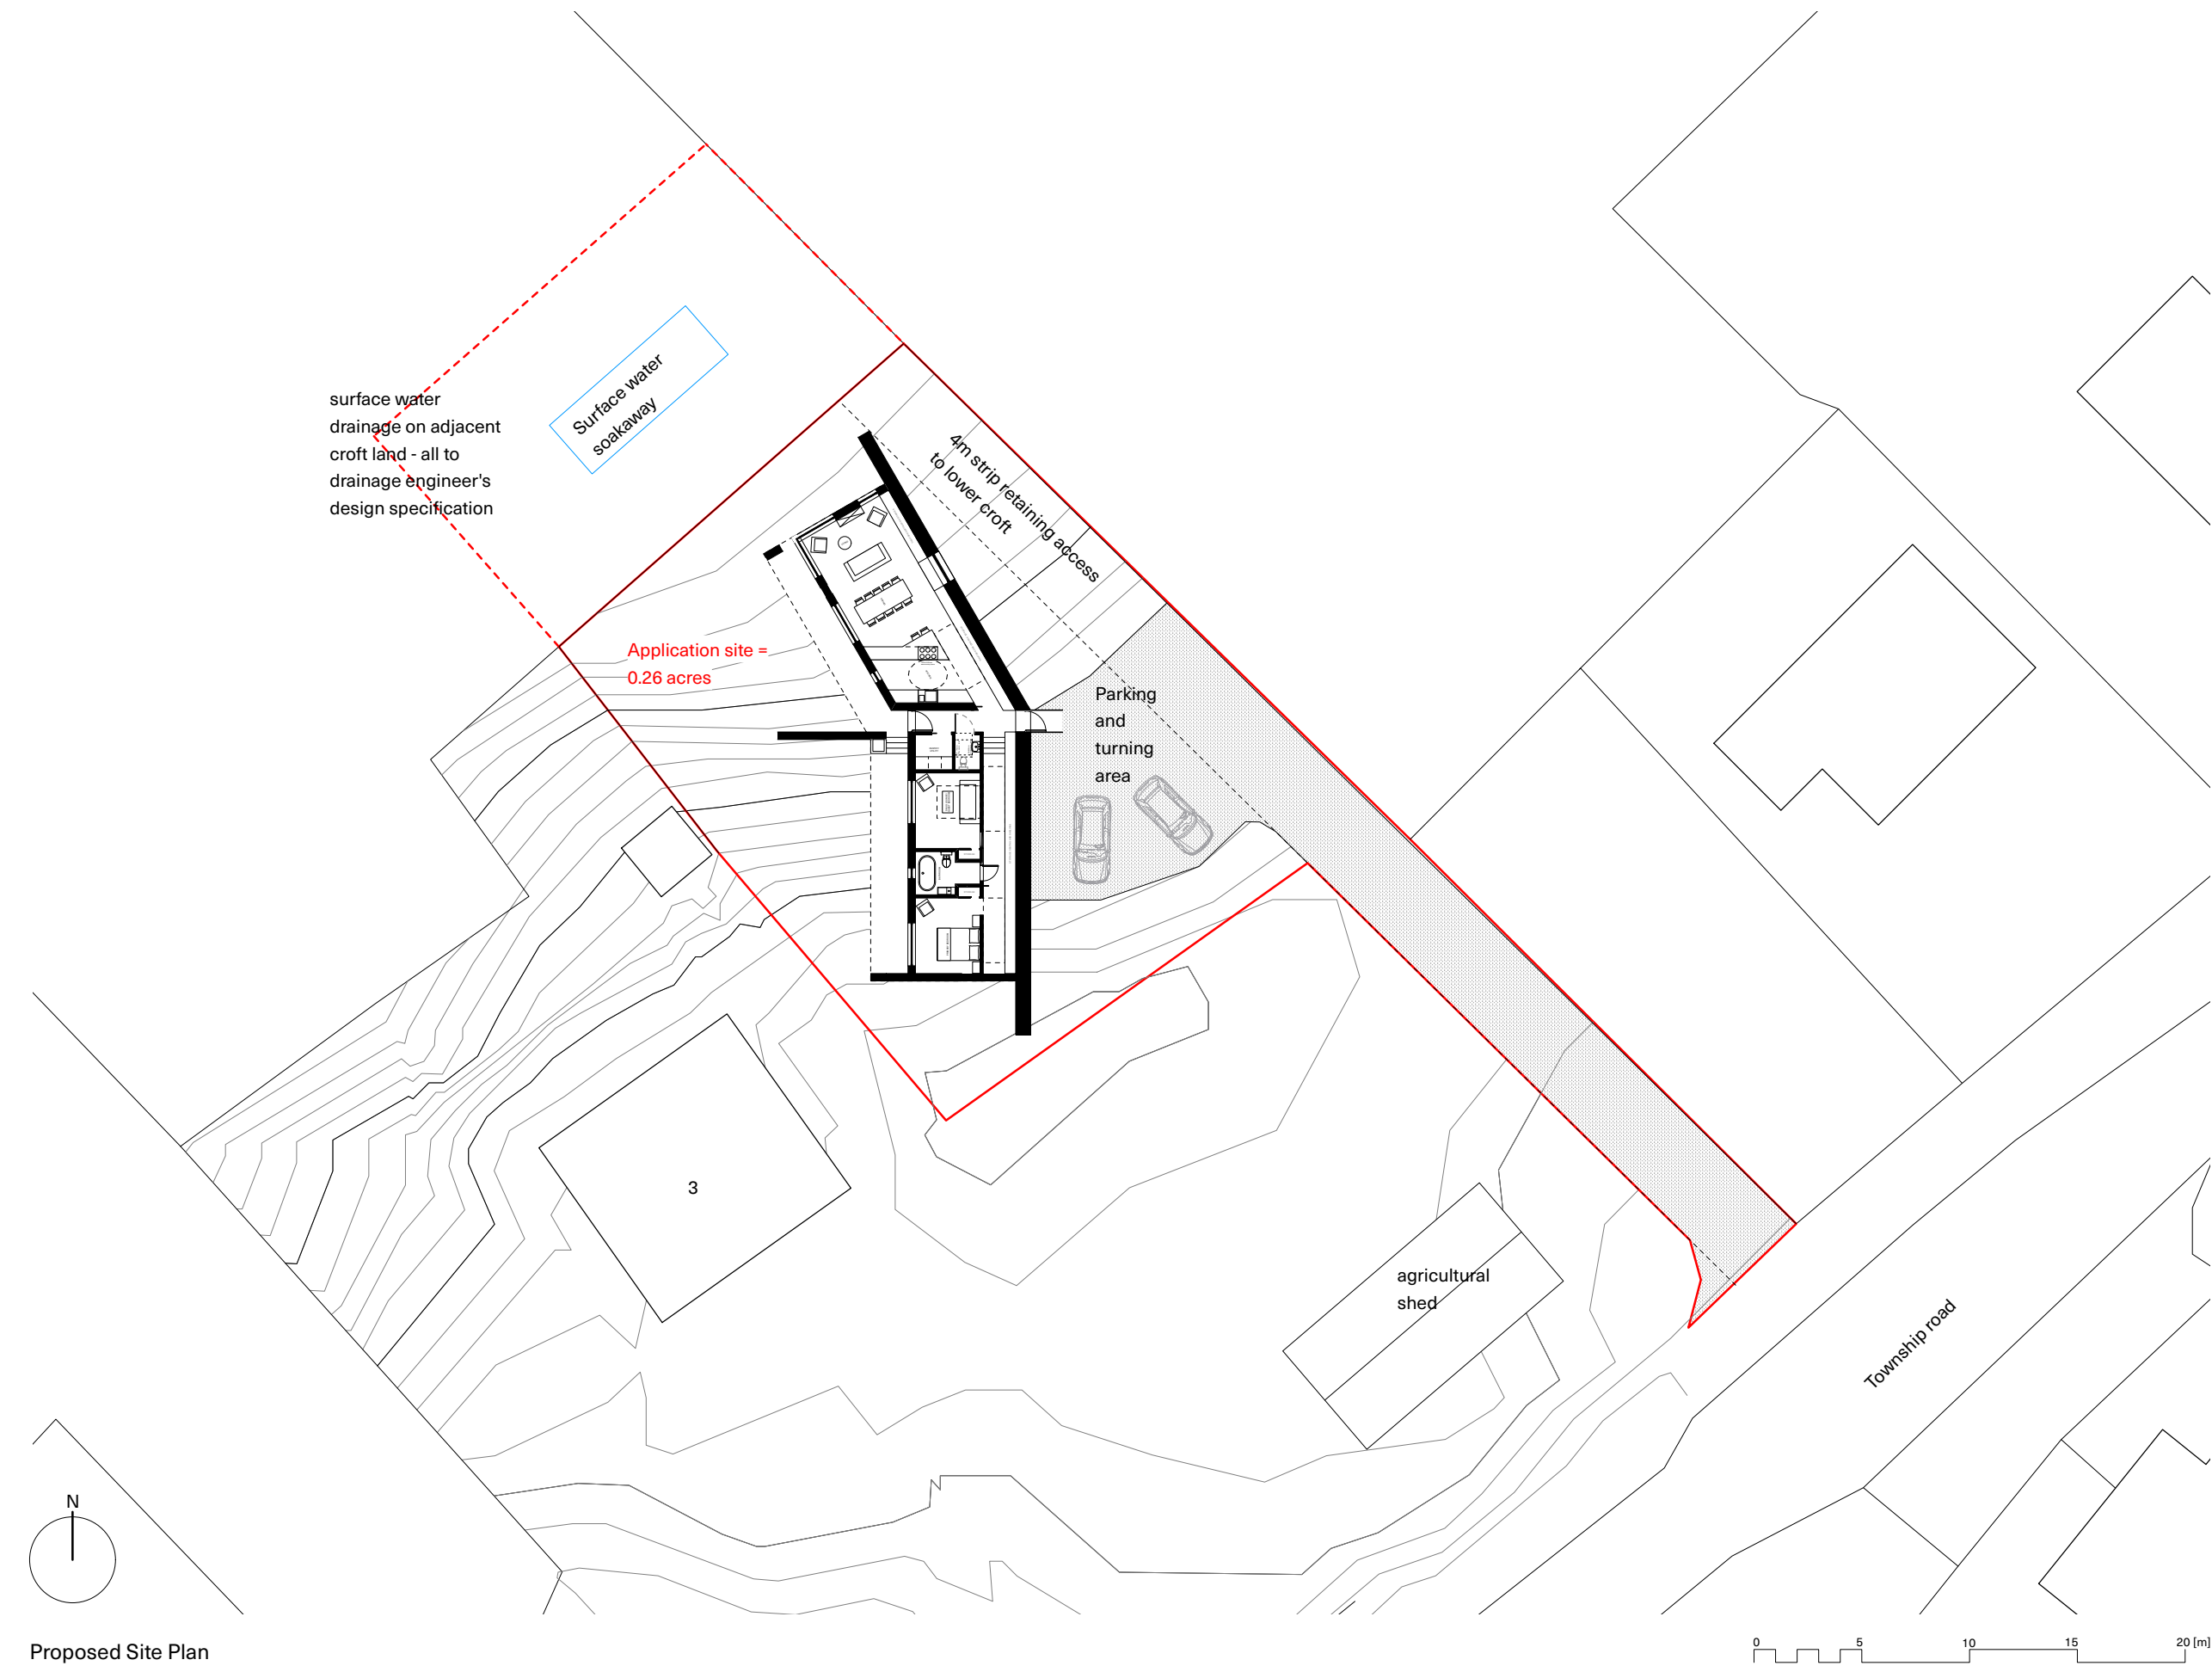 surface water
drainage on adjacent
croft land - all to
drainage engineer's
design specification
Surface water
soakaway
4m strip retaining access
to lower croft
Application site =
0.26 acres
Parking
and
turning
area
3
agricultural
shed
Township road
N
Proposed Site Plan
0 5 10 15 20 [m]